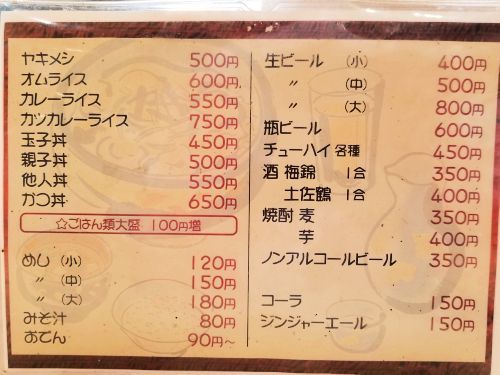 ヤキメシ 500円
オムライス 600円
カレーライス 550円
カツカレーライス 750円
玉子丼 450円
親子丼 500円
他人丼 550円
カツ丼 650円
☆ごはん類大盛 100円増
めし (小) 120円
〃 (中) 150円
〃 (大) 180円
みそ汁 80円
おでん 90円～
生ビール (小) 400円
〃 (中) 500円
〃 (大) 800円
瓶ビール 600円
チューハイ 各種 450円
酒 梅錦 1合 350円
土佐鶴 1合 400円
焼酎 麦 350円
芋 400円
ノンアルコールビール 350円
コーラ 150円
ジンジャーエール 150円